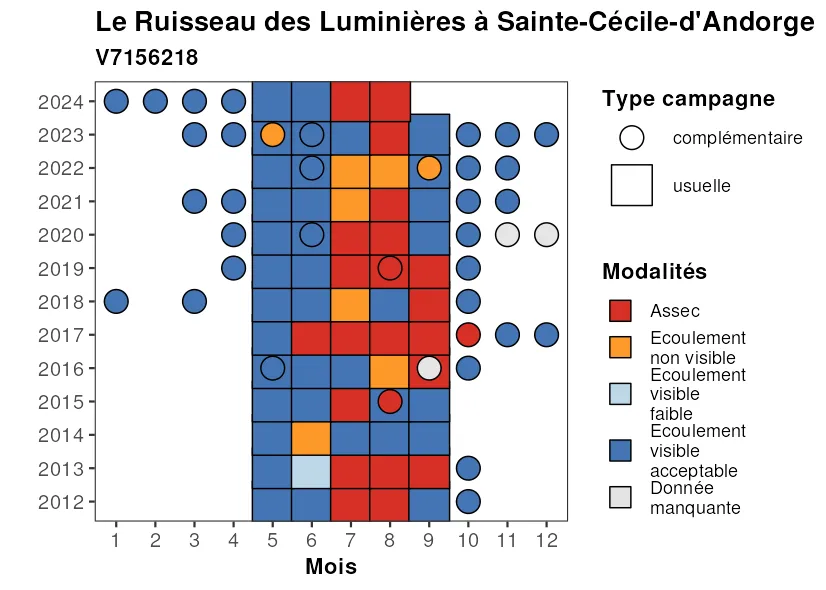 Le Ruisseau des Luminières à Sainte-Cécile-d'Andorge
V7156218
2024
2023
2022
2021
2020
2019
2018
2017
2016
2015
2014
2013
2012
1 2 3 4 5 6 7 8 9 10 11 12
Mois
Type campagne
complémentaire
usuelle
Modalités
Assec
Ecoulement
non visible
Ecoulement
visible
faible
Ecoulement
visible
acceptable
Donnée
manquante